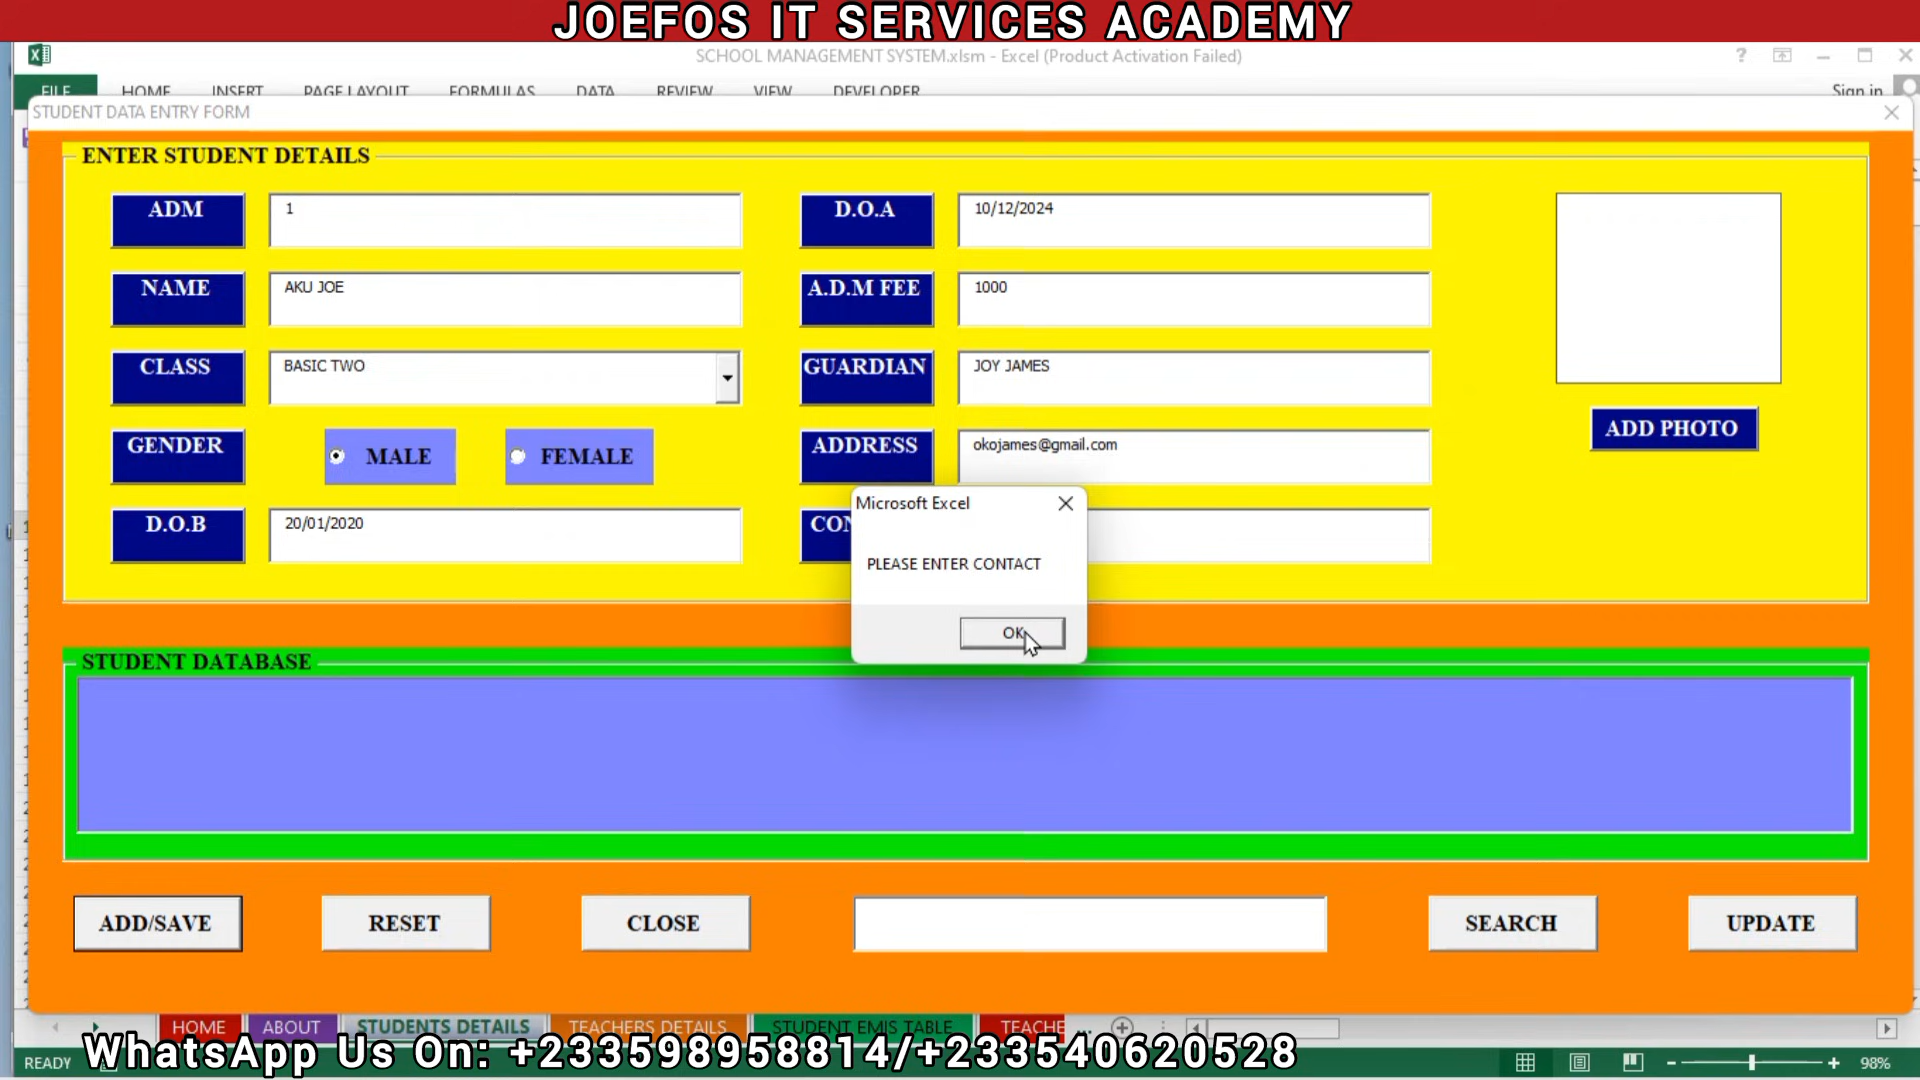 JOEFOS IT SERVICES ACADEMY
SCHOOL MANAGEMENT SYSTEM.xlsm - Excel (Product Activation Failed)
FILE HOME INSERT PAGE LAYOUT FORMULAS DATA REVIEW VIEW DEVELOPER Sign in
STUDENT DATA ENTRY FORM
ENTER STUDENT DETAILS
ADM 1 D.O.A 10/12/2024
NAME AKU JOE A.D.M FEE 1000
CLASS BASIC TWO GUARDIAN JOY JAMES
ADD PHOTO
GENDER MALE FEMALE ADDRESS okojames@gmail.com
D.O.B 20/01/2020
Microsoft Excel
PLEASE ENTER CONTACT
OK
STUDENT DATABASE
ADD/SAVE RESET CLOSE SEARCH UPDATE
HOME ABOUT STUDENTS DETAILS TEACHERS DETAILS STUDENT EMIS TABLE TEACHE ...
READY 98%
WhatsApp Us On: +233598958814/+233540620528